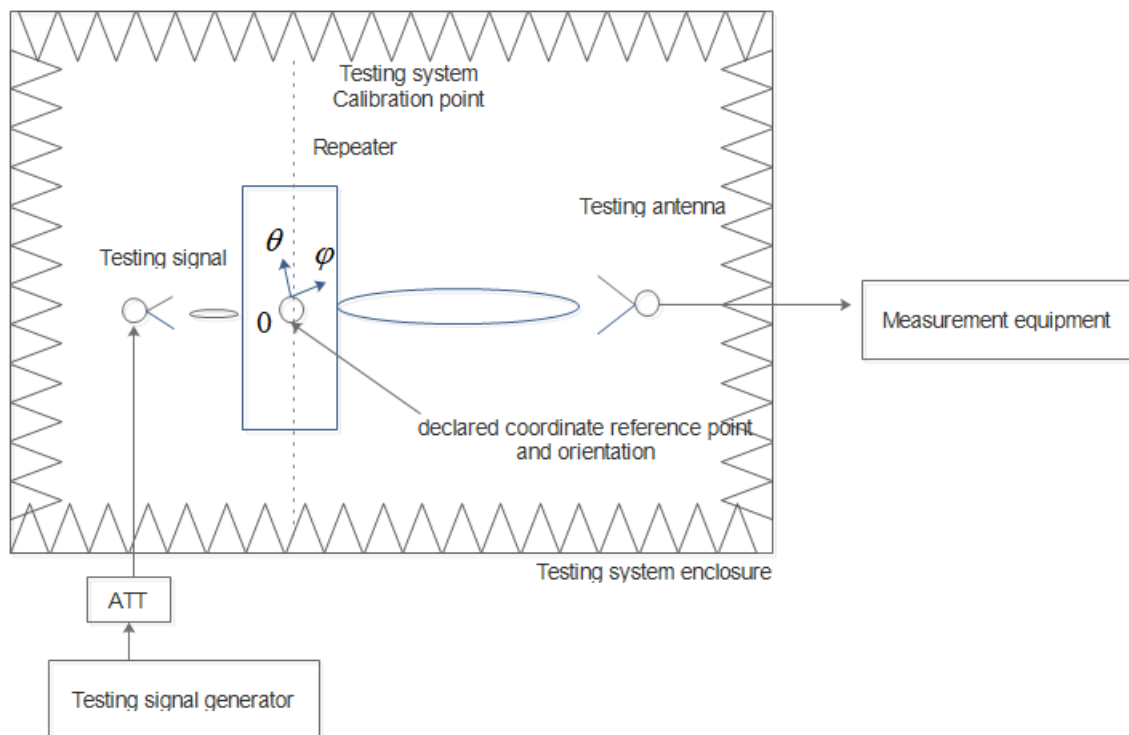 Testing system
Calibration point
Repeater
Testing antenna
Testing signal
θ
φ
0
Measurement equipment
declared coordinate reference point
and orientation
Testing system enclosure
ATT
Testing signal generator